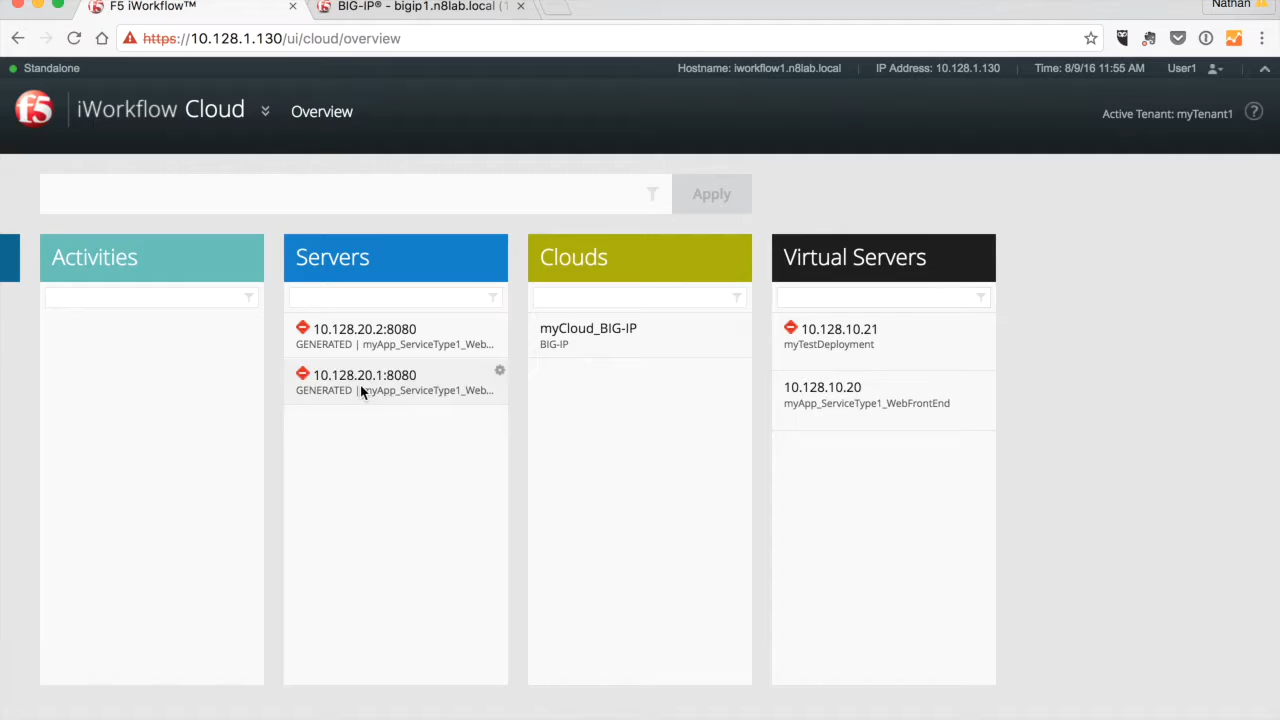 F5 iWorkflow™
BIG-IP® - bigip1.n8lab.local (1
Nathan
https://10.128.1.130/ui/cloud/overview
Standalone
Hostname: iworkflow1.n8lab.local
IP Address: 10.128.1.130
Time: 8/9/16 11:55 AM
User1
f5
iWorkflow Cloud
Overview
Active Tenant: myTenant1
?
Apply
Activities
Servers
Clouds
Virtual Servers
10.128.20.2:8080
GENERATED | myApp_ServiceType1_Web...
10.128.20.1:8080
GENERATED | myApp_ServiceType1_Web...
myCloud_BIG-IP
BIG-IP
10.128.10.21
myTestDeployment
10.128.10.20
myApp_ServiceType1_WebFrontEnd